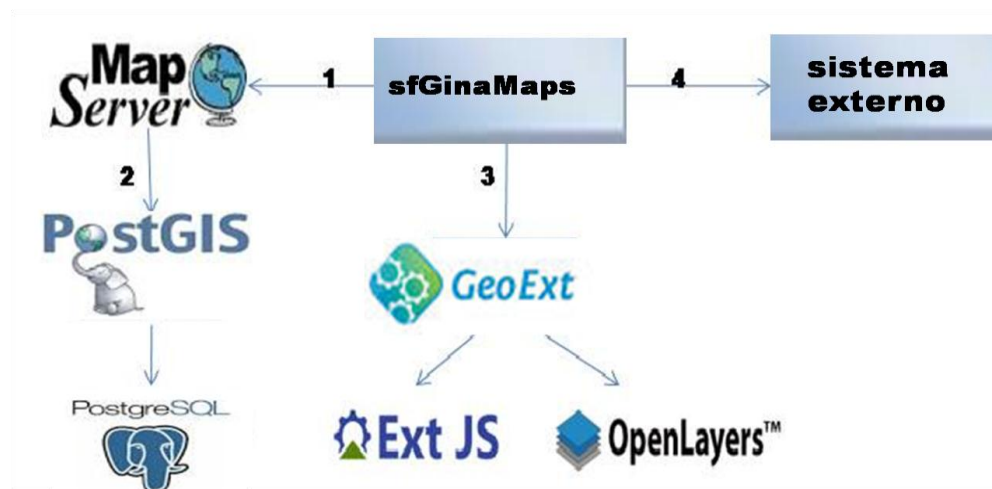 Map
Server
1
sfGinaMaps
4
sistema
externo
2
3
PostGIS
GeoExt
PostgreSQL
Ext JS
OpenLayers™